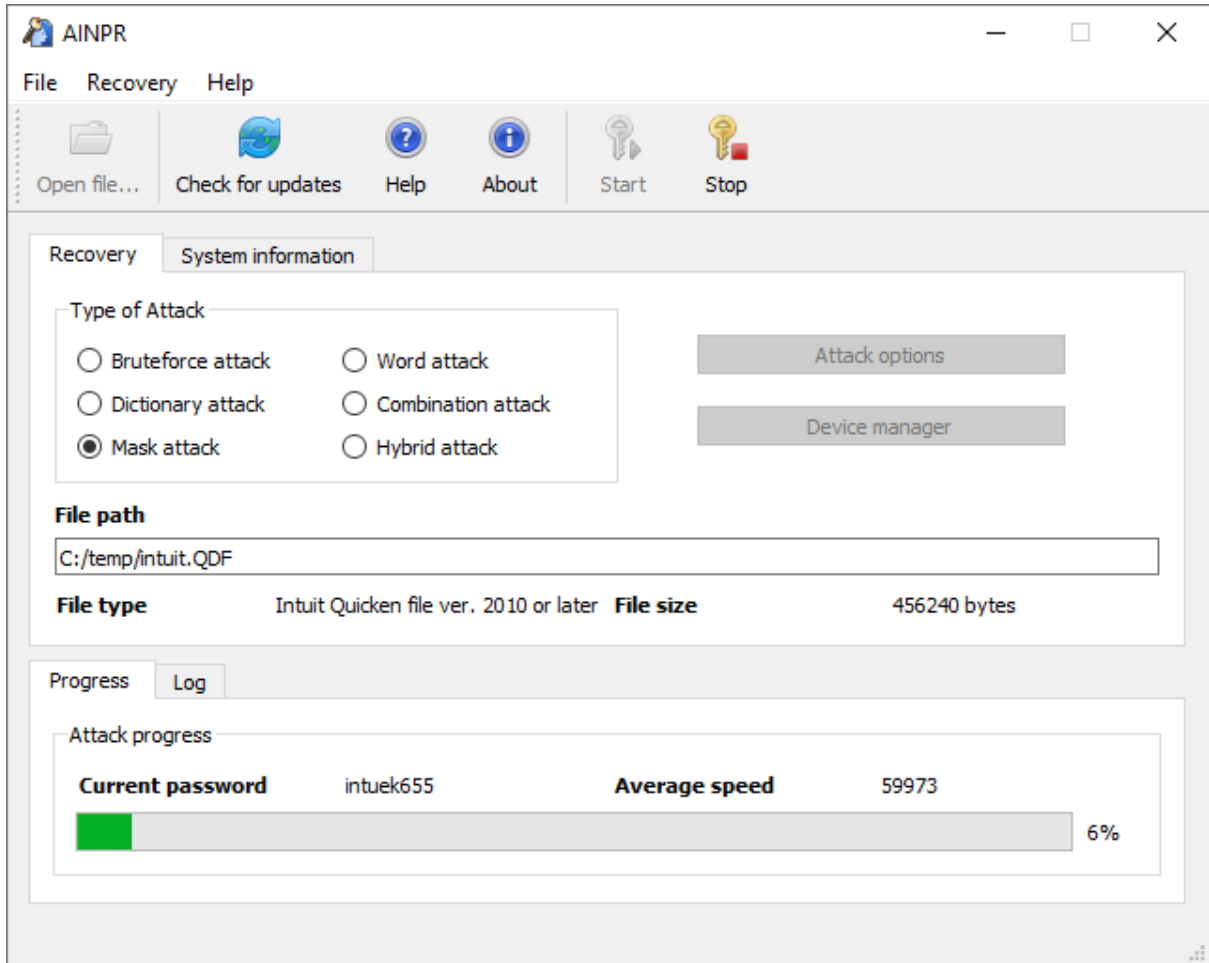 AINPR
File Recovery Help
Open file... Check for updates Help About Start Stop
Recovery System information
Type of Attack
Bruteforce attack Word attack Attack options
Dictionary attack Combination attack
Device manager
Mask attack Hybrid attack
File path
C:/temp/intuit.QDF
File type Intuit Quicken file ver. 2010 or later File size 456240 bytes
Progress Log
Attack progress
Current password intuek655 Average speed 59973
6%